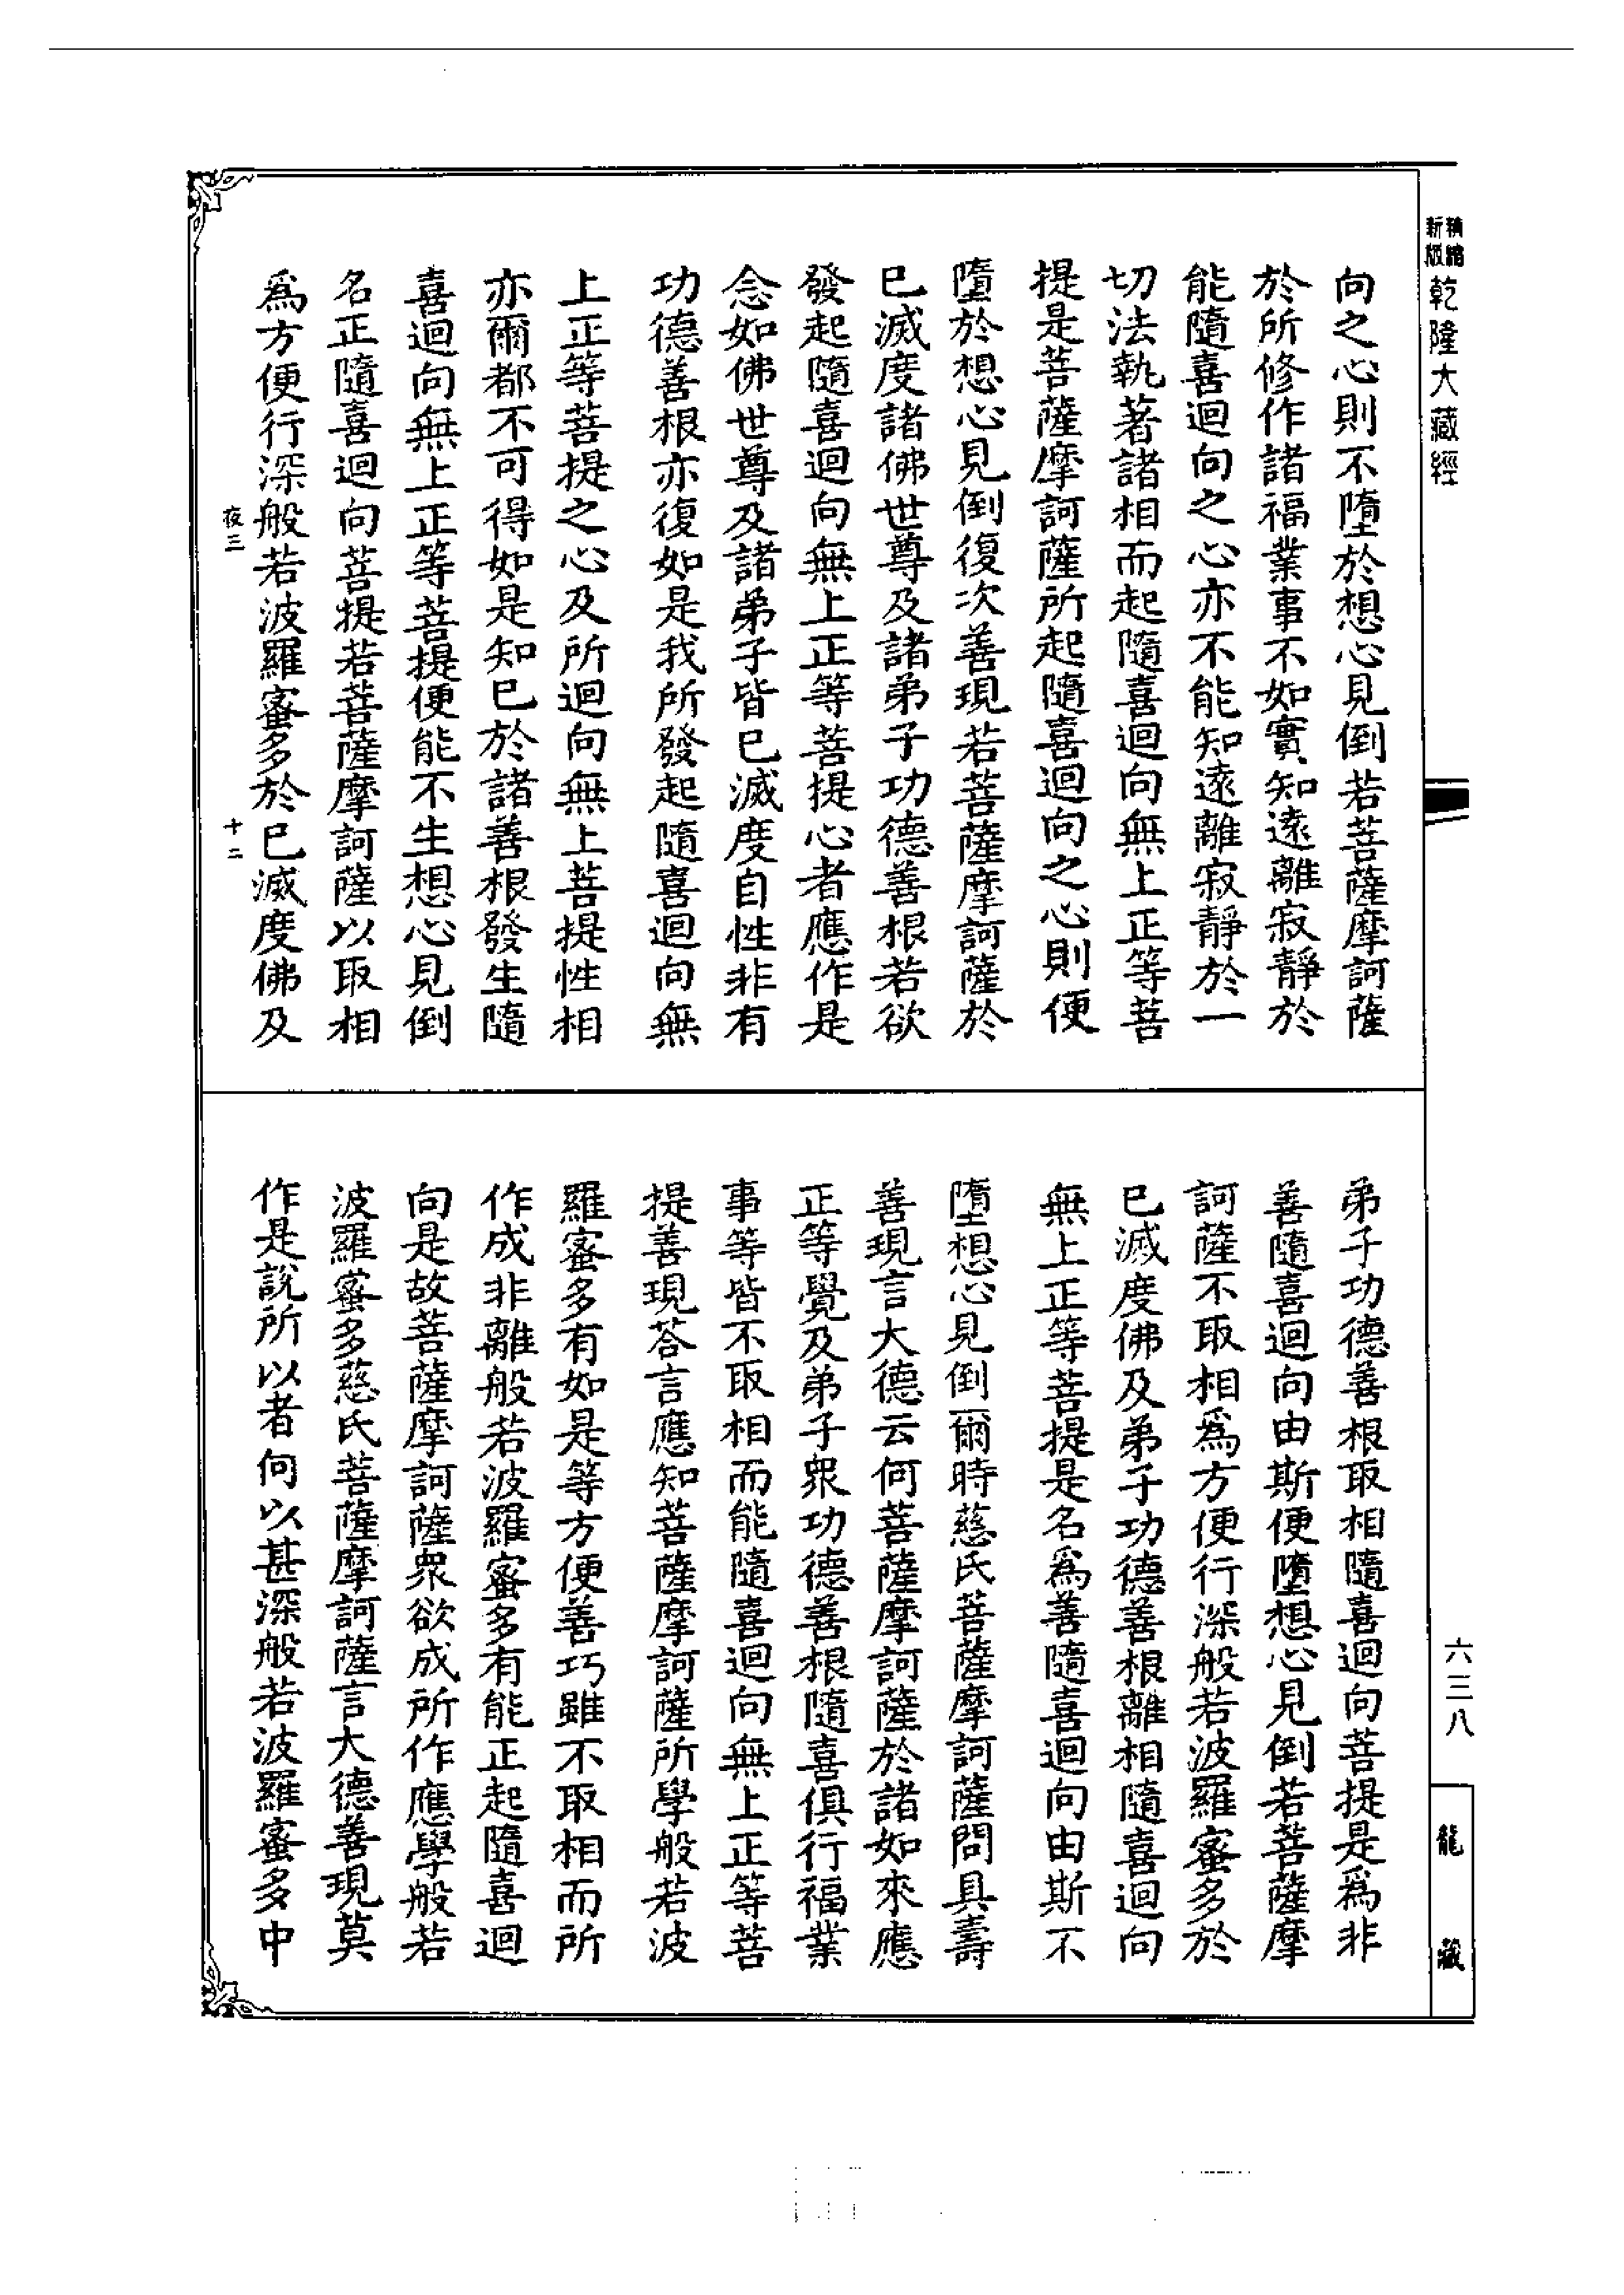 精縮新版
乾隆大藏經
向之心則不墮於想心見倒若菩薩摩訶薩
於所修作諸福業事不如實知遠離寂靜於
能隨喜迴向之心亦不能知遠離寂靜於一
切法執著諸相而起隨喜迴向無上正等菩
提是菩薩摩訶薩所起隨喜迴向之心則便
墮於想心見倒復次善現若菩薩摩訶薩於
已滅度諸佛世尊及諸弟子功德善根若欲
發起隨喜迴向無上正等菩提心者應作是
念如佛世尊及諸弟子皆已滅度自性非有
功德善根亦復如是我所發起隨喜迴向無
上正等菩提之心及所迴向無上菩提性相
亦爾都不可得如是知已於諸善根發生隨
喜迴向無上正等菩提便能不生想心見倒
名正隨喜迴向菩提若菩薩摩訶薩以取相
為方便行深般若波羅蜜多於已滅度佛及
夜三
十二
弟子功德善根取相隨喜迴向菩提是為非
善隨喜迴向由斯便墮想心見倒若菩薩摩
訶薩不取相為方便行深般若波羅蜜多於
已滅度佛及弟子功德善根離相隨喜迴向
無上正等菩提是名為善隨喜迴向由斯不
墮想心見倒爾時慈氏菩薩摩訶薩問具壽
善現言大德云何菩薩摩訶薩於諸如來應
正等覺及弟子眾功德善根隨喜俱行福業
事等皆不取相而能隨喜迴向無上正等菩
提善現荅言應知菩薩摩訶薩所學般若波
羅蜜多有如是等方便善巧雖不取相而所
作成非離般若波羅蜜多有能正起隨喜迴
向是故菩薩摩訶薩眾欲成所作應學般若
波羅蜜多慈氏菩薩摩訶薩言大德善現莫
作是說所以者何以甚深般若波羅蜜多中
六三八
龍藏